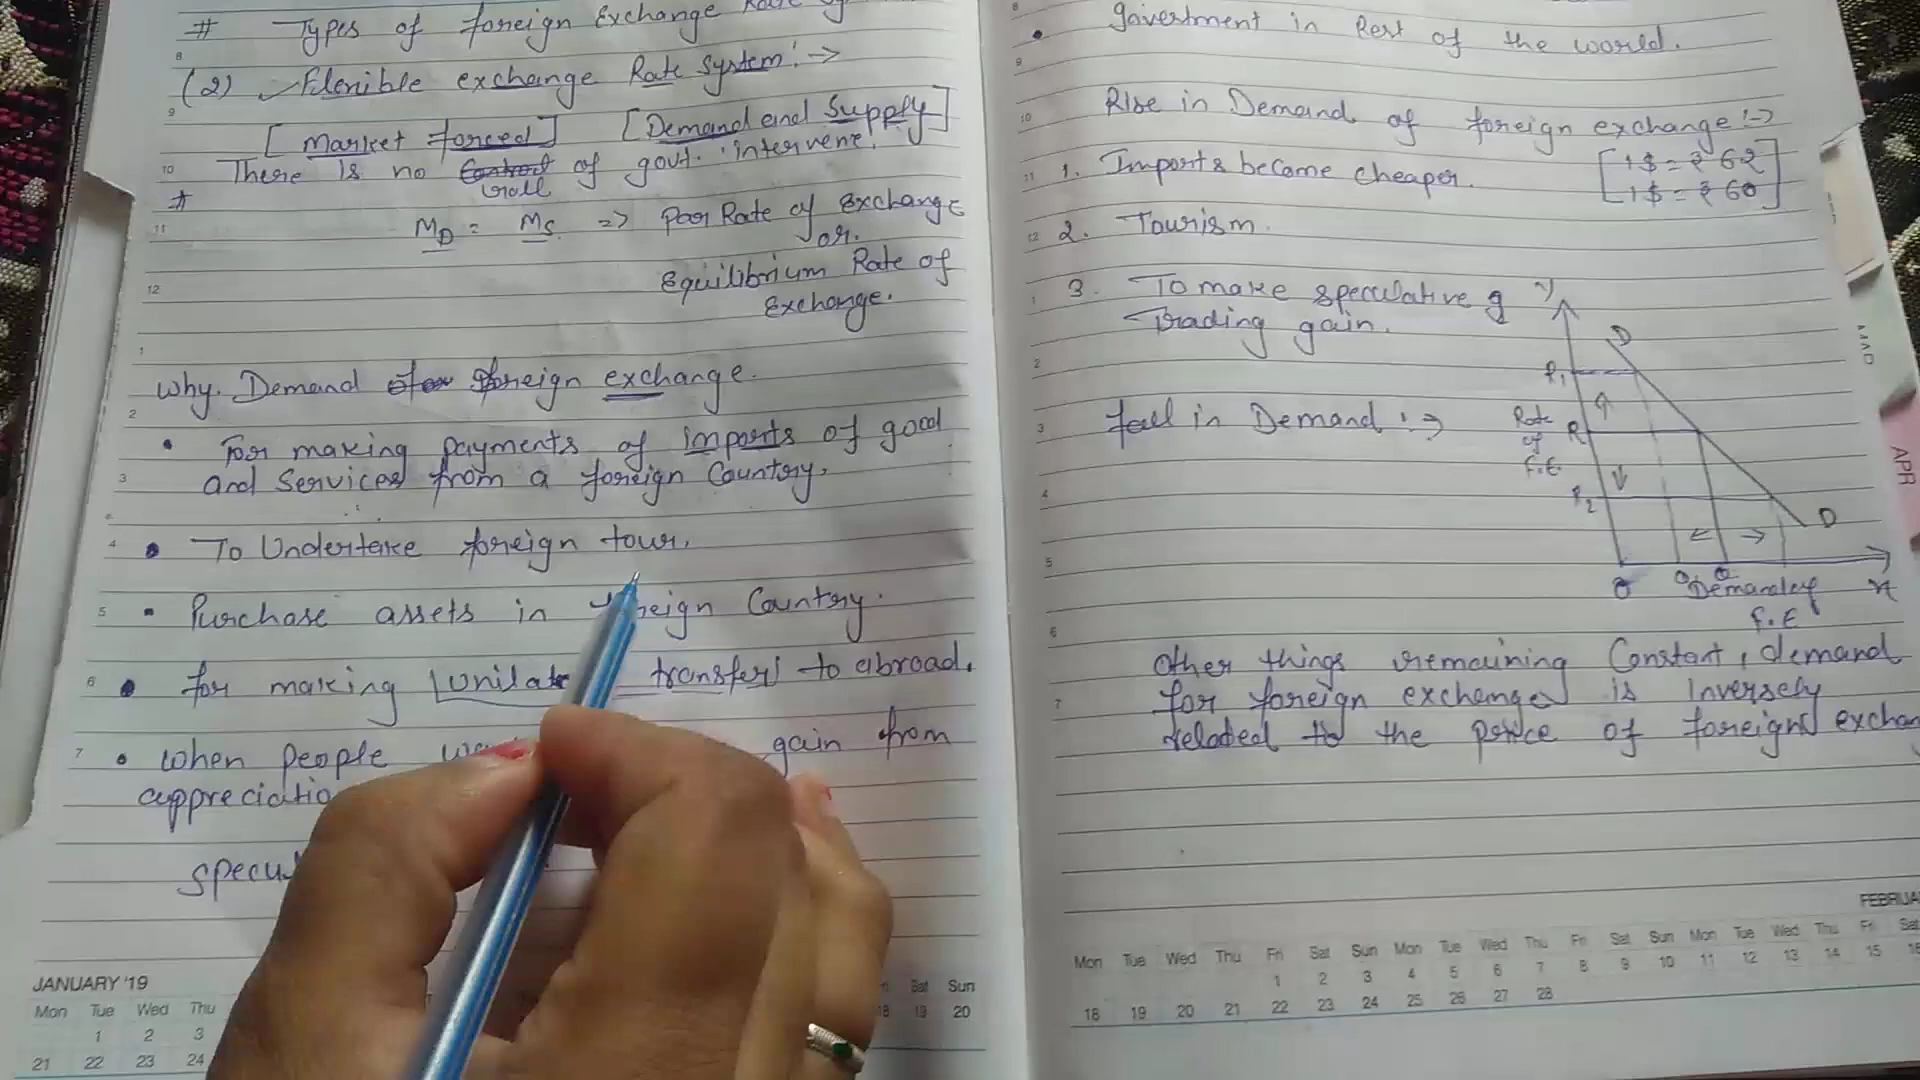 # Types of foreign Exchange Rate
(2) Flexible exchange Rate System :->
[Market forced] [Demand and Supply]
There Is no of govt. intervene.
#
MD = MS => Par Rate of Exchange
or.
Equilibrium Rate of
Exchange.
Why. Demand foreign exchange.
• For making payments of imports of good
and Services from a foreign Country.
• To Undertake foreign tour.
• Purchase assets in eign Country.
• for making unilat transfer to abroad.
• When people gain from
appreciatio
specu
JANUARY '19
Mon Tue Wed Thu Sat Sun
1 2 3 19 20
21 22 23 24
• goverment in Rest of the world.
Rise in Demand of foreign exchange :->
1. Imports become cheaper. [1$ = ₹ 62
1$ = ₹ 60]
2. Tourism.
3. To make speculative
Trading gain.
Y
D
P1
Fall in Demand :->
Rate
of
F.E.
R
P2
D
O Demand of X
F.E
Other things remaining Constant, demand
for foreign exchange is Inversely
related to the price of foreign exchan
FEBRUA
Mon Tue Wed Thu Fri Sat Sun Mon Tue Wed Thu Fri Sat Sun Mon Tue Wed Thu Fri Sat
1 2 3 4 5 6 7 8 9 10 11 12 13 14 15 16
18 19 20 21 22 23 24 25 26 27 28
MAR
APR